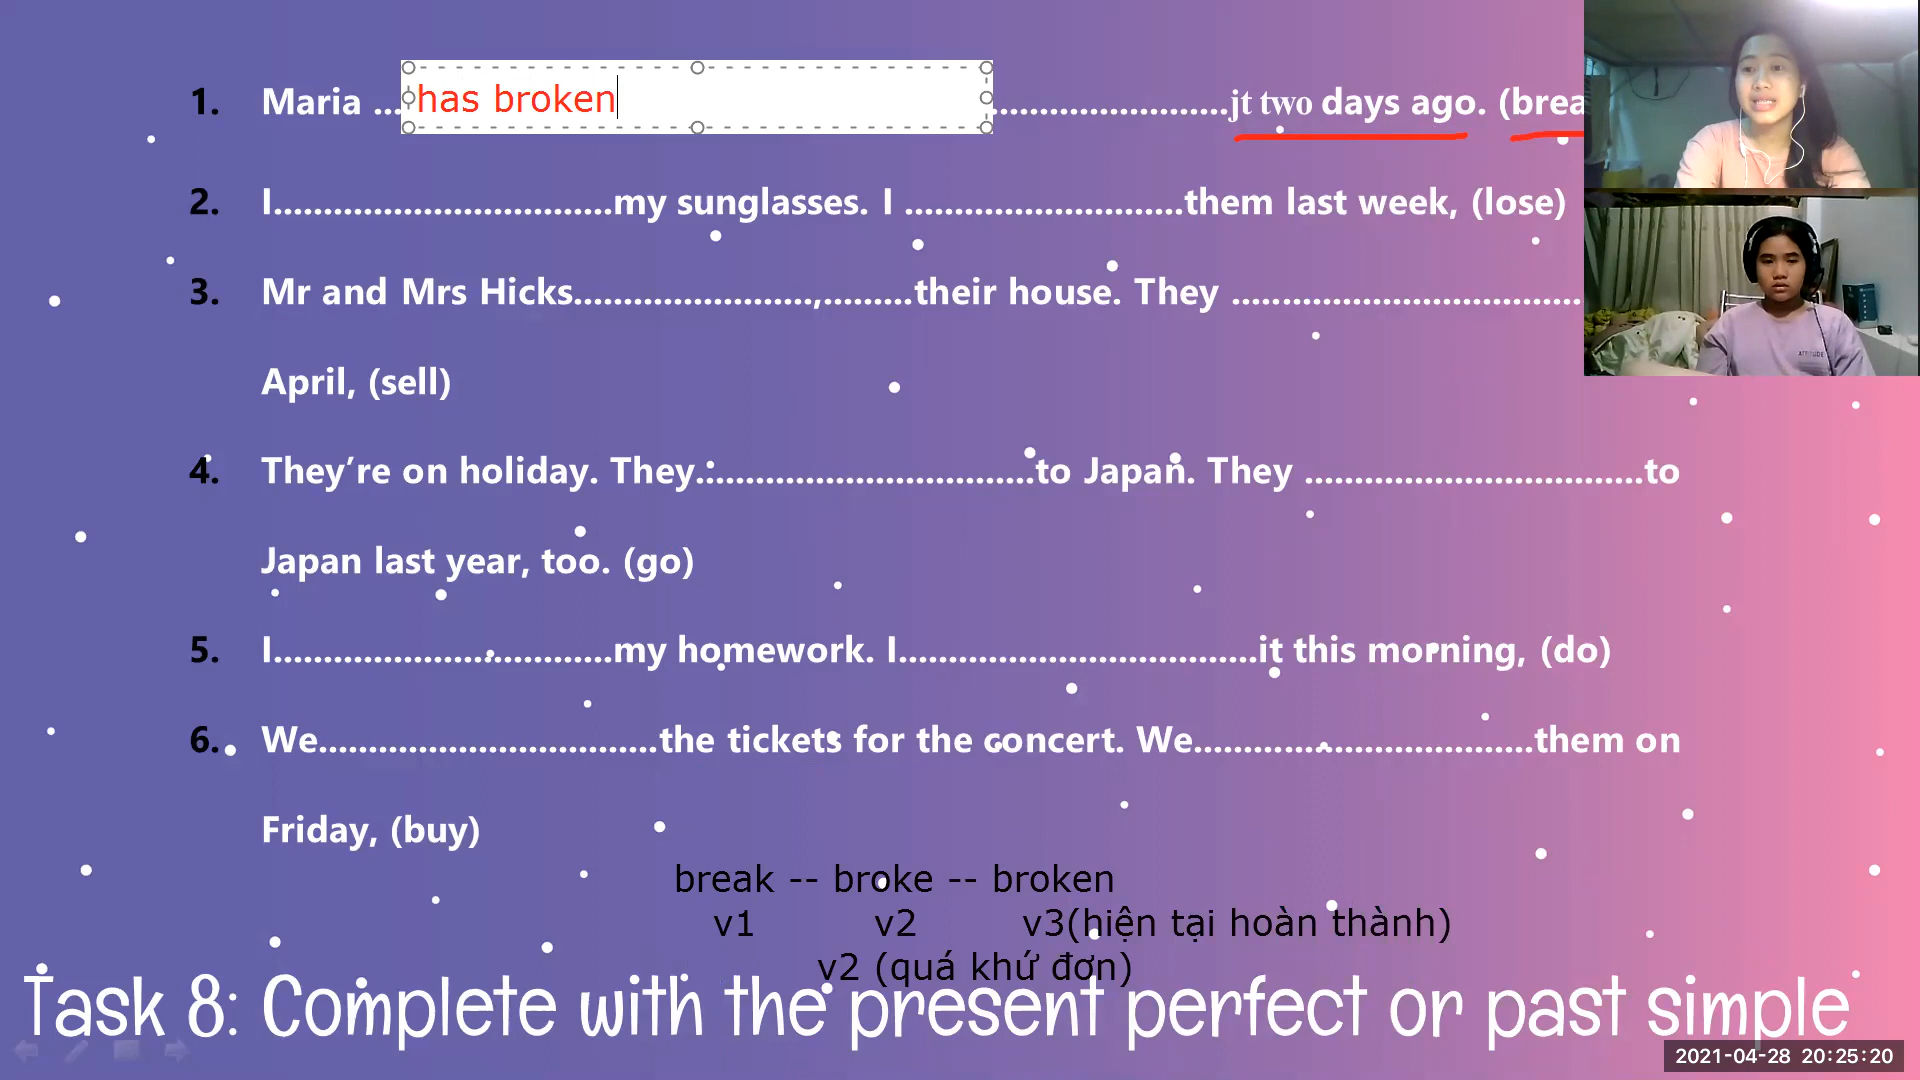 1. Maria ...has broken.......................jt two days ago. (brea
2. I..................................my sunglasses. I ............................them last week, (lose)
3. Mr and Mrs Hicks........................,.........their house. They ...................................
April, (sell)
4. They’re on holiday. They.:................................to Japan. They ..................................to
Japan last year, too. (go)
5. I..................................my homework. I....................................it this morning, (do)
6. We..................................the tickets for the concert. We..................................them on
Friday, (buy)
break -- broke -- broken
v1 v2 v3(hiện tại hoàn thành)
v2 (quá khứ đơn)
Task 8: Complete with the present perfect or past simple
2021-04-28 20:25:20